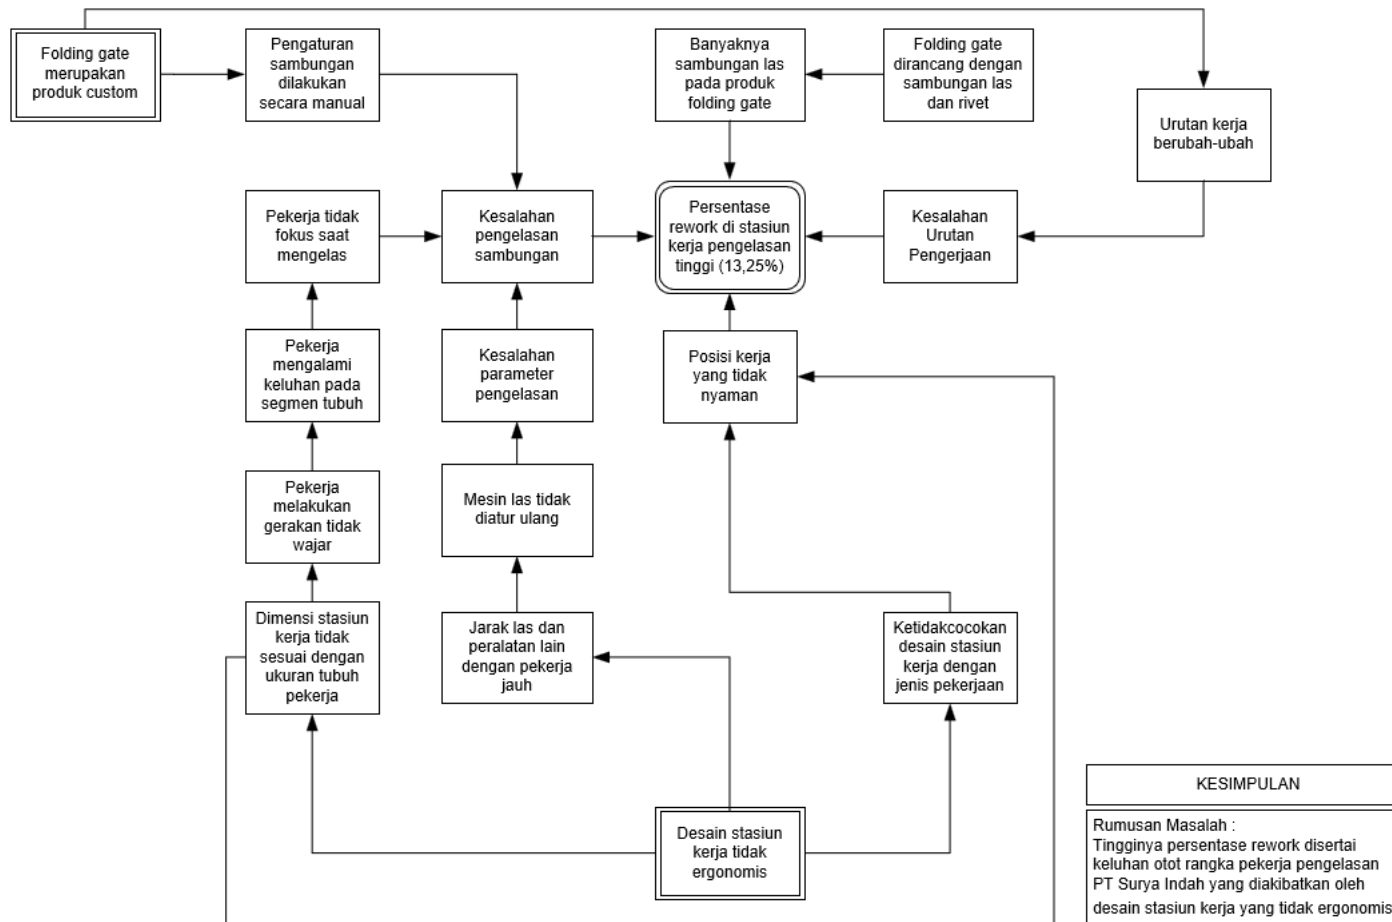 Folding gate
merupakan
produk custom
Pengaturan
sambungan
dilakukan
secara manual
Banyaknya
sambungan las
pada produk
folding gate
Folding gate
dirancang dengan
sambungan las
dan rivet
Urutan kerja
berubah-ubah
Pekerja tidak
fokus saat
mengelas
Kesalahan
pengelasan
sambungan
Persentase
rework di stasiun
kerja pengelasan
tinggi (13,25%)
Kesalahan
Urutan
Pengerjaan
Pekerja
mengalami
keluhan pada
segmen tubuh
Kesalahan
parameter
pengelasan
Posisi kerja
yang tidak
nyaman
Pekerja
melakukan
gerakan tidak
wajar
Mesin las tidak
diatur ulang
Dimensi stasiun
kerja tidak
sesuai dengan
ukuran tubuh
pekerja
Jarak las dan
peralatan lain
dengan pekerja
jauh
Ketidakcocokan
desain stasiun
kerja dengan
jenis pekerjaan
Desain stasiun
kerja tidak
ergonomis
KESIMPULAN
Rumusan Masalah :
Tingginya persentase rework disertai
keluhan otot rangka pekerja pengelasan
PT Surya Indah yang diakibatkan oleh
desain stasiun kerja yang tidak ergonomis